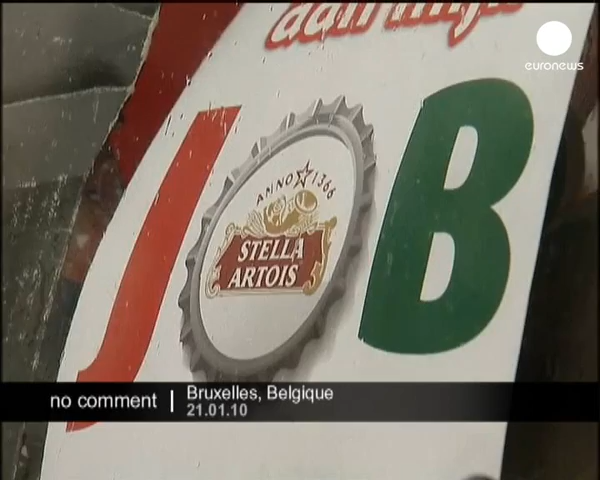 euronews
J B
ANNO 1366
STELLA
ARTOIS
no comment
Bruxelles, Belgique
21.01.10